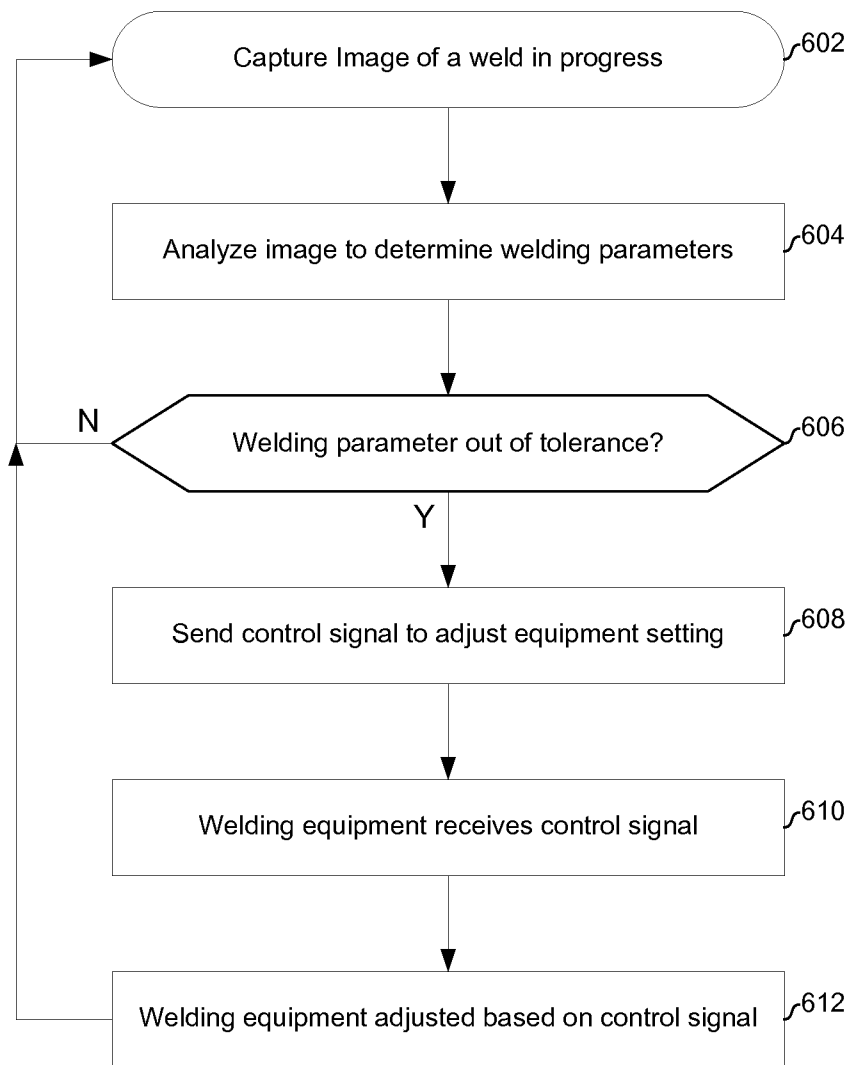 Capture Image of a weld in progress
602
Analyze image to determine welding parameters
604
N
Welding parameter out of tolerance?
606
Y
Send control signal to adjust equipment setting
608
Welding equipment receives control signal
610
Welding equipment adjusted based on control signal
612